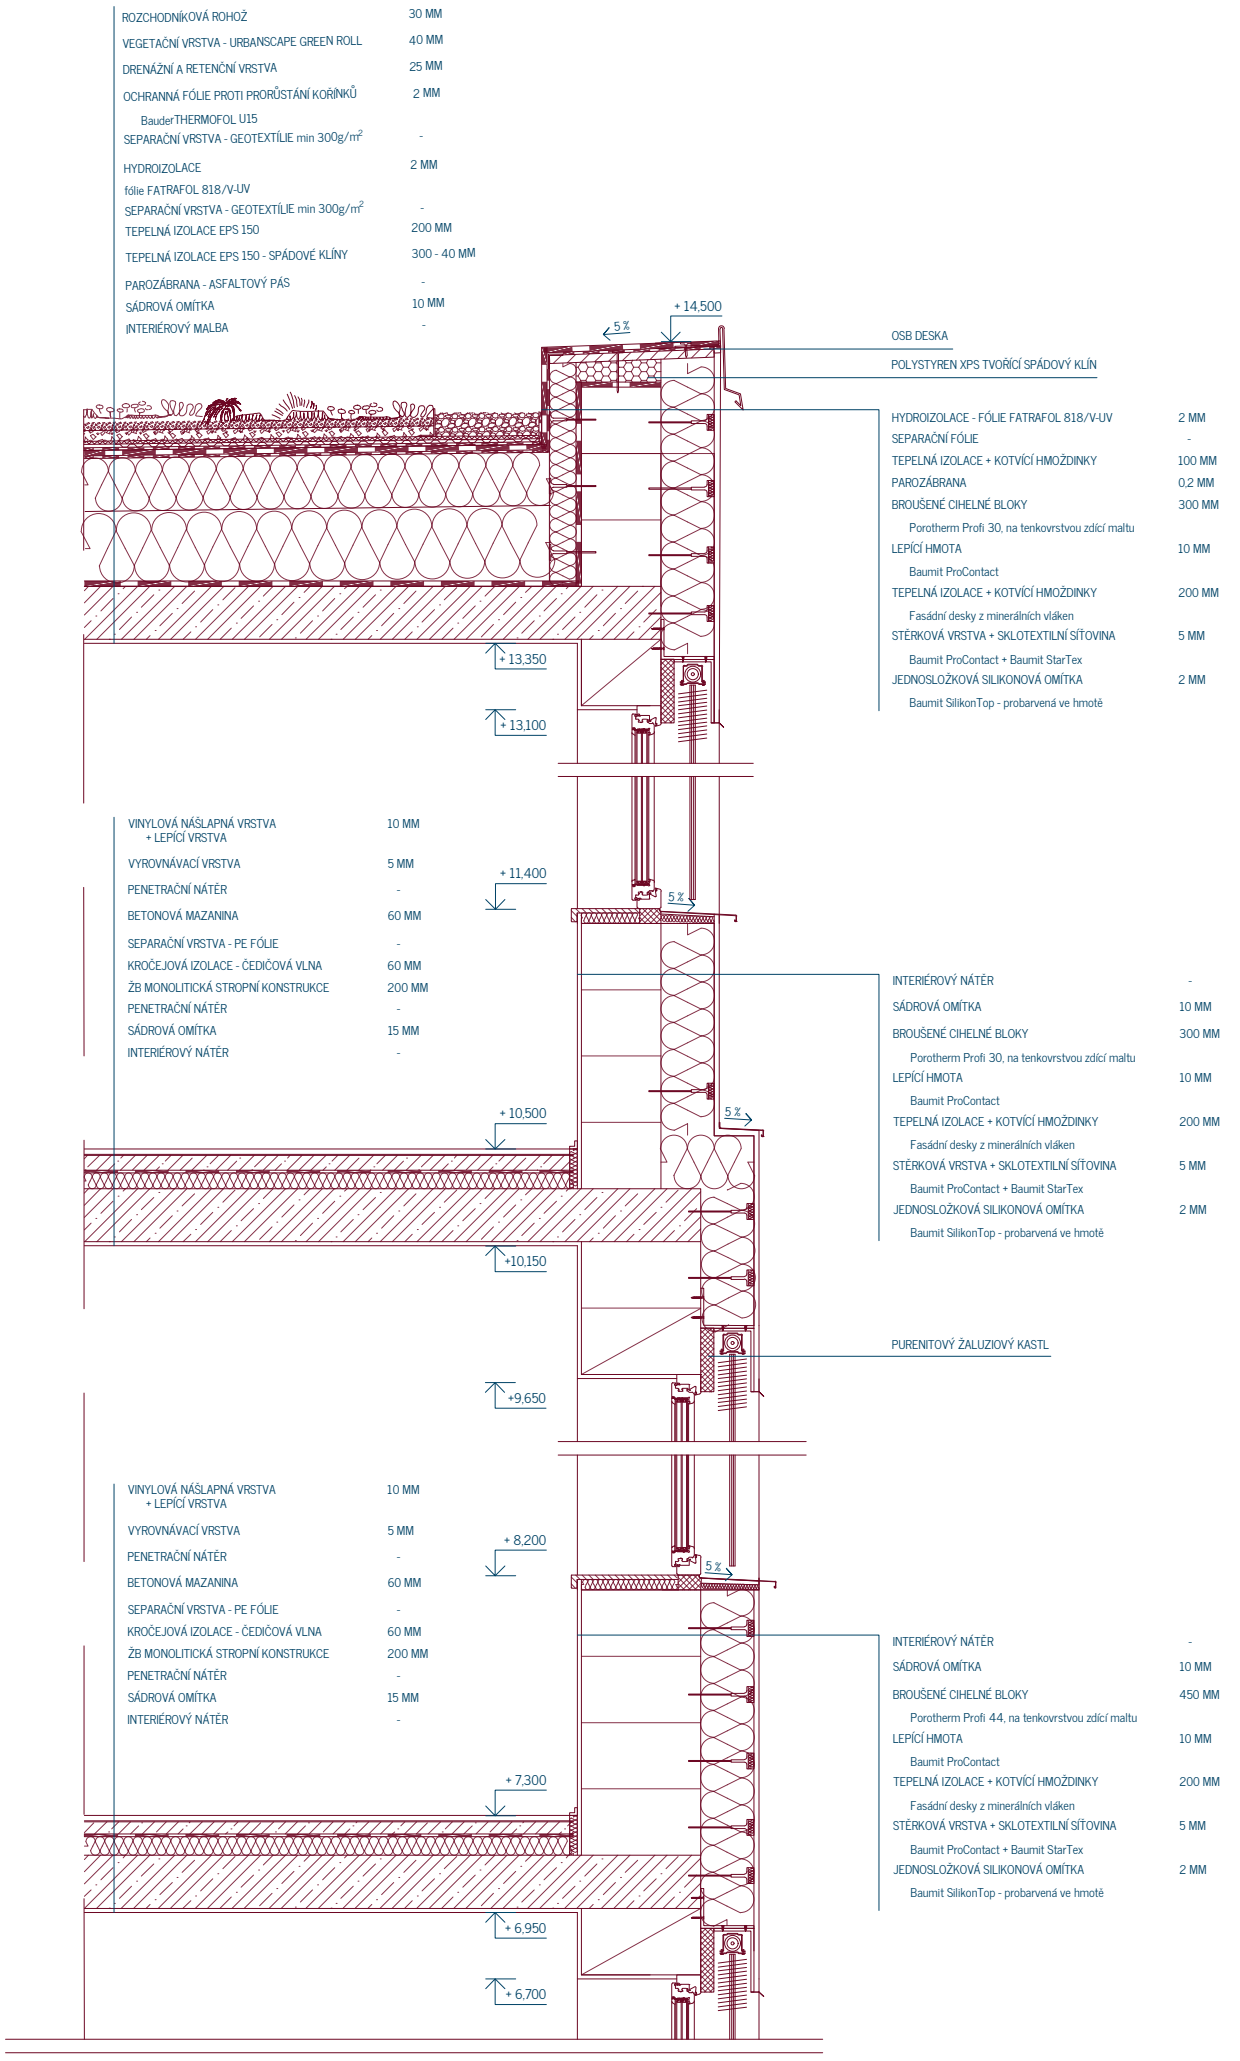 ROZCHODNÍKOVÁ ROHOŽ 30 MM
VEGETAČNÍ VRSTVA - URBANSCAPE GREEN ROLL 40 MM
DRENÁŽNÍ A RETENČNÍ VRSTVA 25 MM
OCHRANNÁ FÓLIE PROTI PRORŮSTÁNÍ KOŘÍNKŮ 2 MM
BauderTHERMOFOL U15
SEPARAČNÍ VRSTVA - GEOTEXTÍLIE min 300g/m² -
HYDROIZOLACE 2 MM
fólie FATRAFOL 818/V-UV
SEPARAČNÍ VRSTVA - GEOTEXTÍLIE min 300g/m² -
TEPELNÁ IZOLACE EPS 150 200 MM
TEPELNÁ IZOLACE EPS 150 - SPÁDOVÉ KLÍNY 300 - 40 MM
PAROZÁBRANA - ASFALTOVÝ PÁS -
SÁDROVÁ OMÍTKA 10 MM
INTERIÉROVÝ MALBA -
+ 14,500
5 %
OSB DESKA
POLYSTYREN XPS TVOŘÍCÍ SPÁDOVÝ KLÍN
HYDROIZOLACE - FÓLIE FATRAFOL 818/V-UV 2 MM
SEPARAČNÍ FÓLIE -
TEPELNÁ IZOLACE + KOTVÍCÍ HMOŽDINKY 100 MM
PAROZÁBRANA 0,2 MM
BROUŠENÉ CIHELNÉ BLOKY 300 MM
Porotherm Profi 30, na tenkovrstvou zdící maltu
LEPÍCÍ HMOTA 10 MM
Baumit ProContact
TEPELNÁ IZOLACE + KOTVÍCÍ HMOŽDINKY 200 MM
Fasádní desky z minerálních vláken
STĚRKOVÁ VRSTVA + SKLOTEXTILNÍ SÍŤOVINA 5 MM
Baumit ProContact + Baumit StarTex
JEDNOSLOŽKOVÁ SILIKONOVÁ OMÍTKA 2 MM
Baumit SilikonTop - probarvená ve hmotě
+ 13,350
+ 13,100
VINYLOVÁ NÁŠLAPNÁ VRSTVA 10 MM
+ LEPÍCÍ VRSTVA
VYROVNÁVACÍ VRSTVA 5 MM
PENETRAČNÍ NÁTĚR -
BETONOVÁ MAZANINA 60 MM
SEPARAČNÍ VRSTVA - PE FÓLIE -
KROČEJOVÁ IZOLACE - ČEDIČOVÁ VLNA 60 MM
ŽB MONOLITICKÁ STROPNÍ KONSTRUKCE 200 MM
PENETRAČNÍ NÁTĚR -
SÁDROVÁ OMÍTKA 15 MM
INTERIÉROVÝ NÁTĚR -
+ 11,400
5 %
INTERIÉROVÝ NÁTĚR -
SÁDROVÁ OMÍTKA 10 MM
BROUŠENÉ CIHELNÉ BLOKY 300 MM
Porotherm Profi 30, na tenkovrstvou zdící maltu
LEPÍCÍ HMOTA 10 MM
Baumit ProContact
TEPELNÁ IZOLACE + KOTVÍCÍ HMOŽDINKY 200 MM
Fasádní desky z minerálních vláken
STĚRKOVÁ VRSTVA + SKLOTEXTILNÍ SÍŤOVINA 5 MM
Baumit ProContact + Baumit StarTex
JEDNOSLOŽKOVÁ SILIKONOVÁ OMÍTKA 2 MM
Baumit SilikonTop - probarvená ve hmotě
+ 10,500
5 %
+10,150
PURENITOVÝ ŽALUZIOVÝ KASTL
+9,650
VINYLOVÁ NÁŠLAPNÁ VRSTVA 10 MM
+ LEPÍCÍ VRSTVA
VYROVNÁVACÍ VRSTVA 5 MM
PENETRAČNÍ NÁTĚR -
BETONOVÁ MAZANINA 60 MM
SEPARAČNÍ VRSTVA - PE FÓLIE -
KROČEJOVÁ IZOLACE - ČEDIČOVÁ VLNA 60 MM
ŽB MONOLITICKÁ STROPNÍ KONSTRUKCE 200 MM
PENETRAČNÍ NÁTĚR -
SÁDROVÁ OMÍTKA 15 MM
INTERIÉROVÝ NÁTĚR -
+ 8,200
5 %
INTERIÉROVÝ NÁTĚR -
SÁDROVÁ OMÍTKA 10 MM
BROUŠENÉ CIHELNÉ BLOKY 450 MM
Porotherm Profi 44, na tenkovrstvou zdící maltu
LEPÍCÍ HMOTA 10 MM
Baumit ProContact
TEPELNÁ IZOLACE + KOTVÍCÍ HMOŽDINKY 200 MM
Fasádní desky z minerálních vláken
STĚRKOVÁ VRSTVA + SKLOTEXTILNÍ SÍŤOVINA 5 MM
Baumit ProContact + Baumit StarTex
JEDNOSLOŽKOVÁ SILIKONOVÁ OMÍTKA 2 MM
Baumit SilikonTop - probarvená ve hmotě
+ 7,300
+ 6,950
+ 6,700